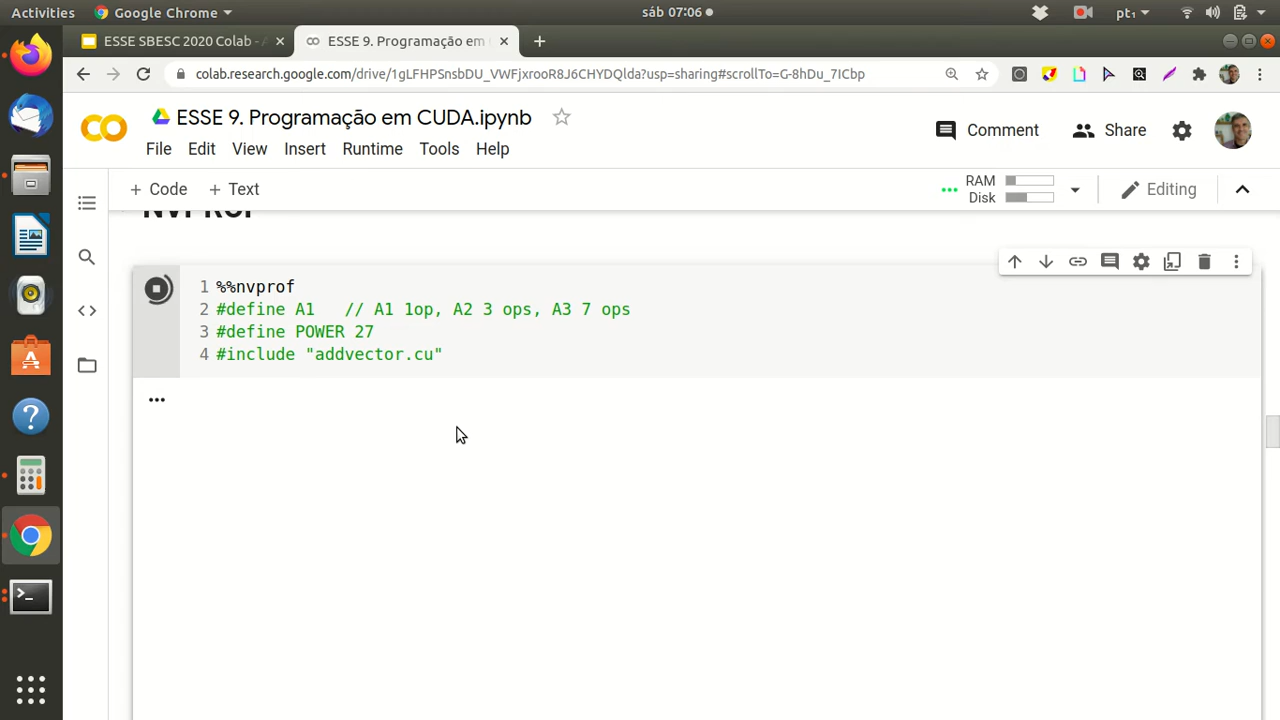 Activities Google Chrome sáb 07:06 pt₁
ESSE SBESC 2020 Colab - A ESSE 9. Programação em
colab.research.google.com/drive/1gLFHPSnsbDU_VWFjxrooR8J6CHYDQlda?usp=sharing#scrollTo=G-8hDu_7ICbp
ESSE 9. Programação em CUDA.ipynb
Comment Share
File Edit View Insert Runtime Tools Help
+ Code + Text
RAM
Disk
Editing
NVPROF
1 %%nvprof
2 #define A1 // A1 1op, A2 3 ops, A3 7 ops
3 #define POWER 27
4 #include "addvector.cu"